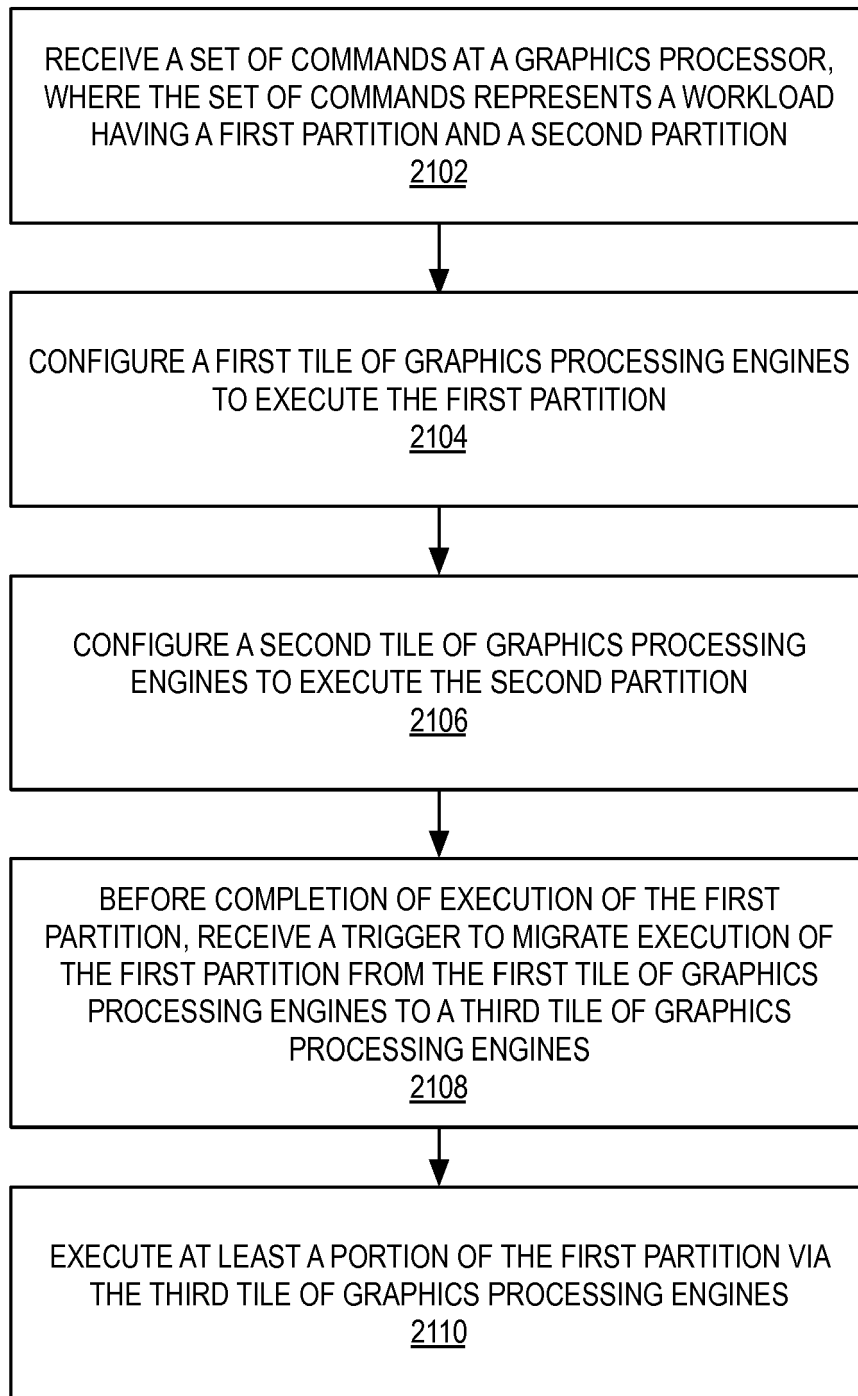 RECEIVE A SET OF COMMANDS AT A GRAPHICS PROCESSOR,
WHERE THE SET OF COMMANDS REPRESENTS A WORKLOAD
HAVING A FIRST PARTITION AND A SECOND PARTITION
2102
CONFIGURE A FIRST TILE OF GRAPHICS PROCESSING ENGINES
TO EXECUTE THE FIRST PARTITION
2104
CONFIGURE A SECOND TILE OF GRAPHICS PROCESSING
ENGINES TO EXECUTE THE SECOND PARTITION
2106
BEFORE COMPLETION OF EXECUTION OF THE FIRST
PARTITION, RECEIVE A TRIGGER TO MIGRATE EXECUTION OF
THE FIRST PARTITION FROM THE FIRST TILE OF GRAPHICS
PROCESSING ENGINES TO A THIRD TILE OF GRAPHICS
PROCESSING ENGINES
2108
EXECUTE AT LEAST A PORTION OF THE FIRST PARTITION VIA
THE THIRD TILE OF GRAPHICS PROCESSING ENGINES
2110